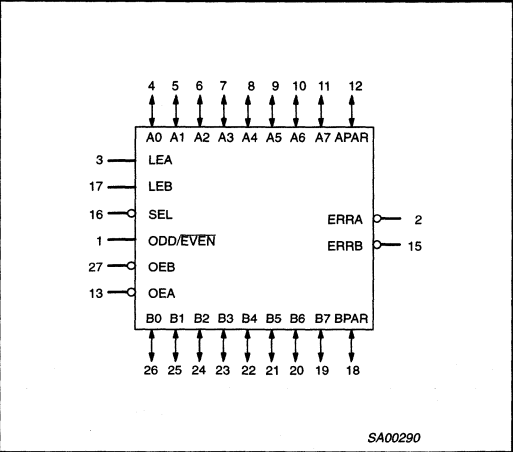 4 5 6 7 8 9 10 11 12
A0 A1 A2 A3 A4 A5 A6 A7 APAR
3 LEA
17 LEB
16 SEL
ERRA 2
1 ODD/EVEN
ERRB 15
27 OEB
13 OEA
B0 B1 B2 B3 B4 B5 B6 B7 BPAR
26 25 24 23 22 21 20 19 18
SA00290